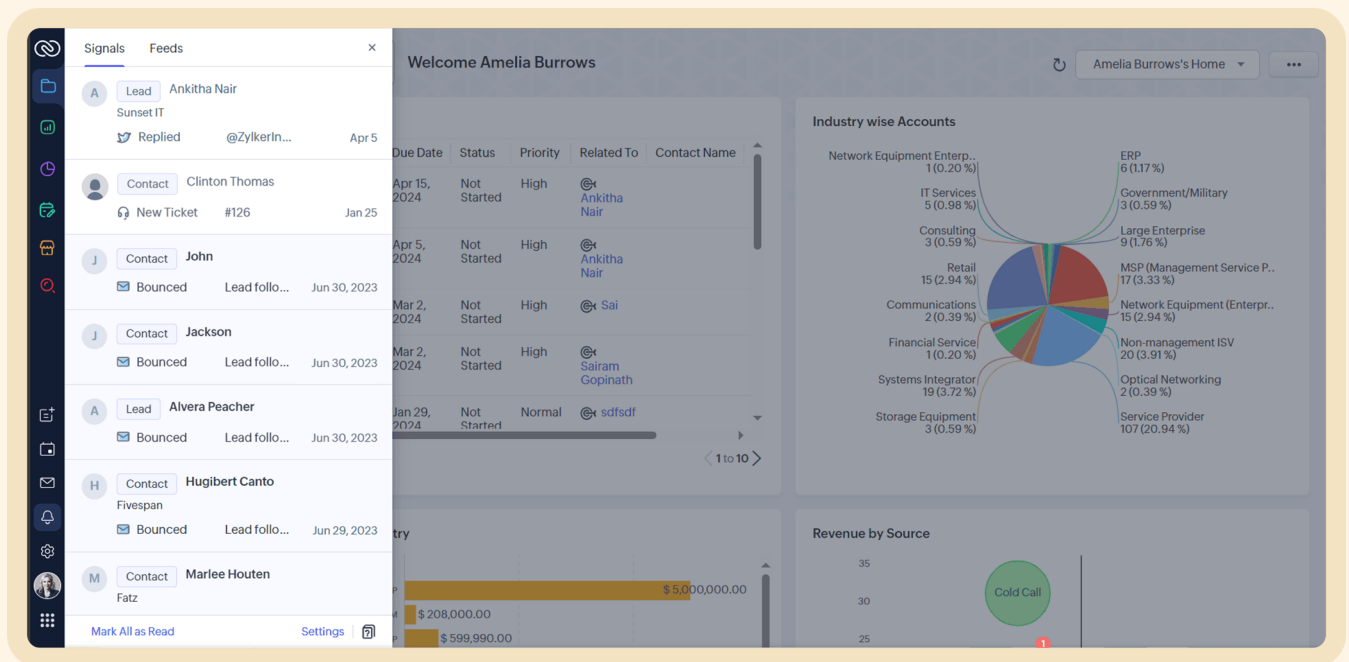 Signals Feeds ×
A Lead Ankitha Nair
Sunset IT
Replied @ZylkerIn... Apr 5
Contact Clinton Thomas
New Ticket #126 Jan 25
J Contact John
Bounced Lead follo... Jun 30, 2023
J Contact Jackson
Bounced Lead follo... Jun 30, 2023
A Lead Alvera Peacher
Bounced Lead follo... Jun 30, 2023
H Contact Hugibert Canto
Fivespan
Bounced Lead follo... Jun 29, 2023
M Contact Marlee Houten
Fatz
Mark All as Read Settings
Welcome Amelia Burrows
Amelia Burrows's Home
Due Date Status Priority Related To Contact Name
Apr 15, 2024 Not Started High Ankitha Nair
Apr 5, 2024 Not Started High Ankitha Nair
Mar 2, 2024 Not Started High Sai
Mar 2, 2024 Not Started High Sairam Gopinath
Jan 29, 2024 Not Started Normal sdfsdf
1 to 10
Industry wise Accounts
Network Equipment Enterp..
1 (0.20 %)
IT Services
5 (0.98 %)
Consulting
3 (0.59 %)
Retail
15 (2.94 %)
Communications
2 (0.39 %)
Financial Service
1 (0.20 %)
Systems Integrator
19 (3.72 %)
Storage Equipment
3 (0.59 %)
ERP
6 (1.17 %)
Government/Military
3 (0.59 %)
Large Enterprise
9 (1.76 %)
MSP (Management Service P..
17 (3.33 %)
Network Equipment (Enterpr..
15 (2.94 %)
Non-management ISV
20 (3.91 %)
Optical Networking
2 (0.39 %)
Service Provider
107 (20.94 %)
try
P $ 5,000,000.00
M $ 208,000.00
P $ 599,990.00
Revenue by Source
35
30
25
Cold Call
1